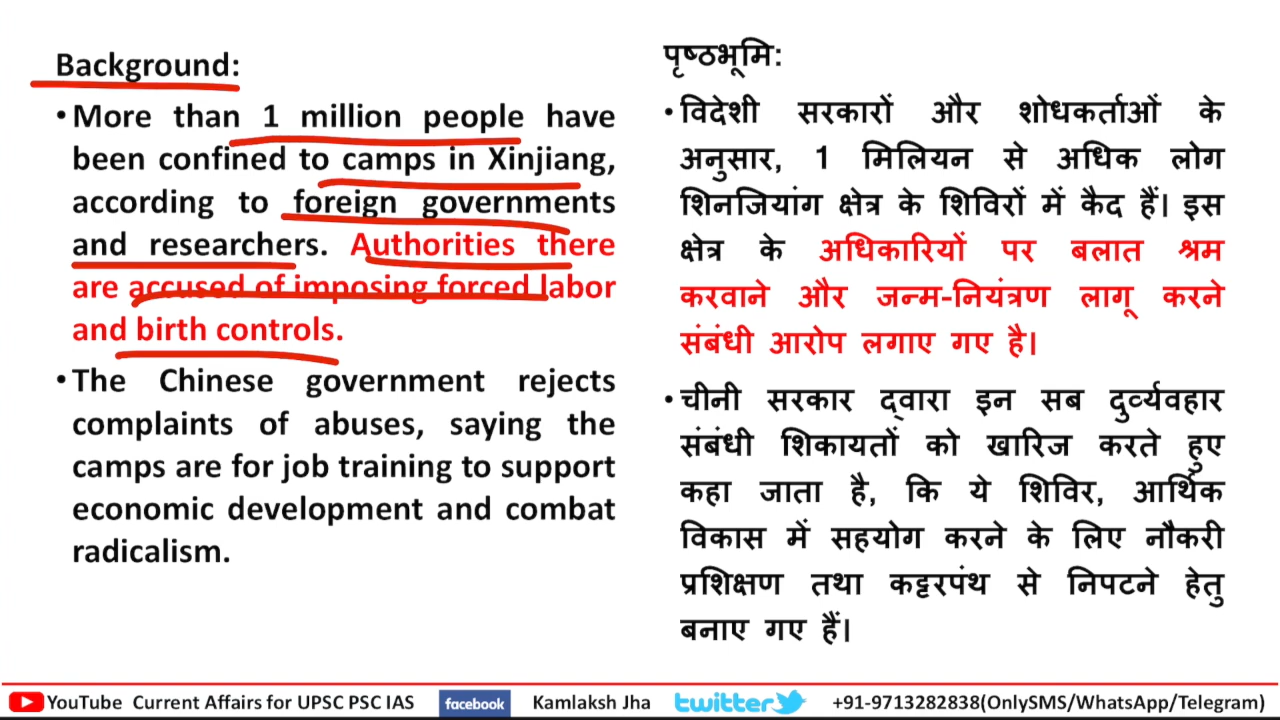 Background:
• More than 1 million people have
been confined to camps in Xinjiang,
according to foreign governments
and researchers. Authorities there
are accused of imposing forced labor
and birth controls.
• The Chinese government rejects
complaints of abuses, saying the
camps are for job training to support
economic development and combat
radicalism.
पृष्ठभूमि:
• विदेशी सरकारों और शोधकर्ताओं के
अनुसार, 1 मिलियन से अधिक लोग
शिनजियांग क्षेत्र के शिविरों में कैद हैं। इस
क्षेत्र के अधिकारियों पर बलात श्रम
करवाने और जन्म-नियंत्रण लागू करने
संबंधी आरोप लगाए गए है।
• चीनी सरकार द्वारा इन सब दुर्व्यवहार
संबंधी शिकायतों को खारिज करते हुए
कहा जाता है, कि ये शिविर, आर्थिक
विकास में सहयोग करने के लिए नौकरी
प्रशिक्षण तथा कट्टरपंथ से निपटने हेतु
बनाए गए हैं।
YouTube Current Affairs for UPSC PSC IAS facebook Kamlaksh Jha twitter +91-9713282838(OnlySMS/WhatsApp/Telegram)